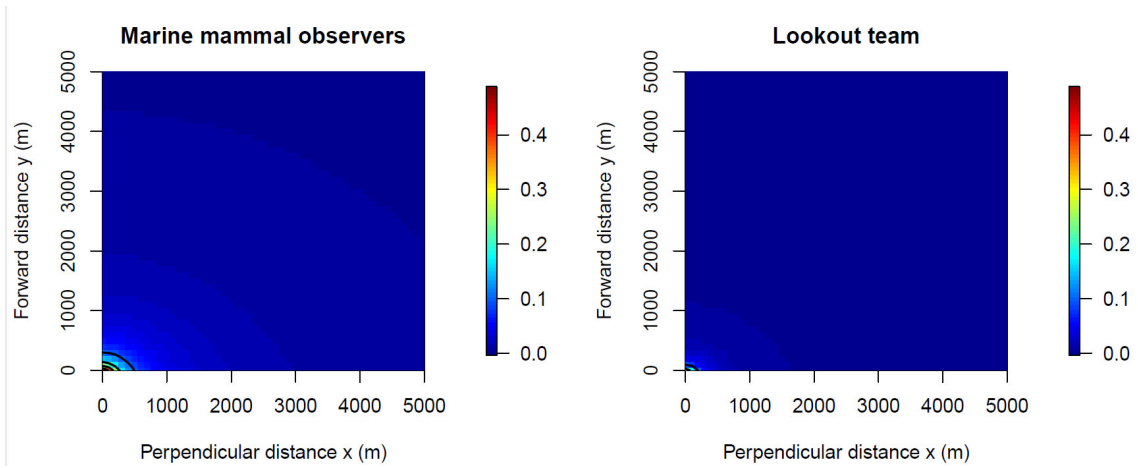 Marine mammal observers
Forward distance y (m)
5000
4000
3000
2000
1000
0
0 1000 2000 3000 4000 5000
Perpendicular distance x (m)
0.4
0.3
0.2
0.1
0.0
Lookout team
Forward distance y (m)
5000
4000
3000
2000
1000
0
0 1000 2000 3000 4000 5000
Perpendicular distance x (m)
0.4
0.3
0.2
0.1
0.0